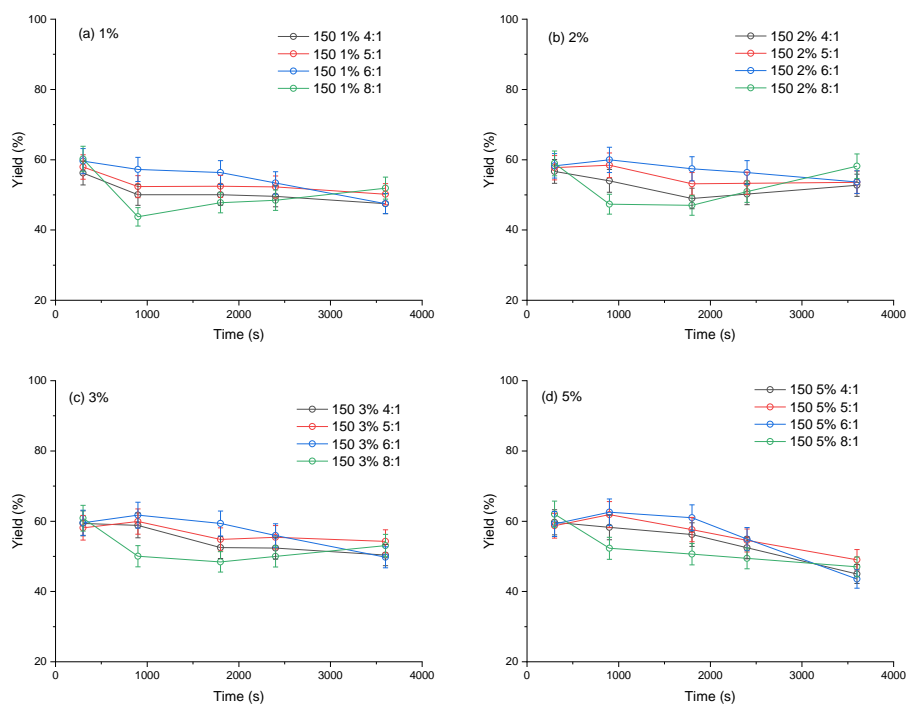 (a) 1%
150 1% 4:1
150 1% 5:1
150 1% 6:1
150 1% 8:1
100
80
60
40
20
Yield (%)
0
1000
2000
3000
4000
Time (s)
(b) 2%
150 2% 4:1
150 2% 5:1
150 2% 6:1
150 2% 8:1
100
80
60
40
20
Yield (%)
0
1000
2000
3000
4000
Time (s)
(c) 3%
150 3% 4:1
150 3% 5:1
150 3% 6:1
150 3% 8:1
100
80
60
40
20
Yield (%)
0
1000
2000
3000
4000
Time (s)
(d) 5%
150 5% 4:1
150 5% 5:1
150 5% 6:1
150 5% 8:1
100
80
60
40
20
Yield (%)
0
1000
2000
3000
4000
Time (s)